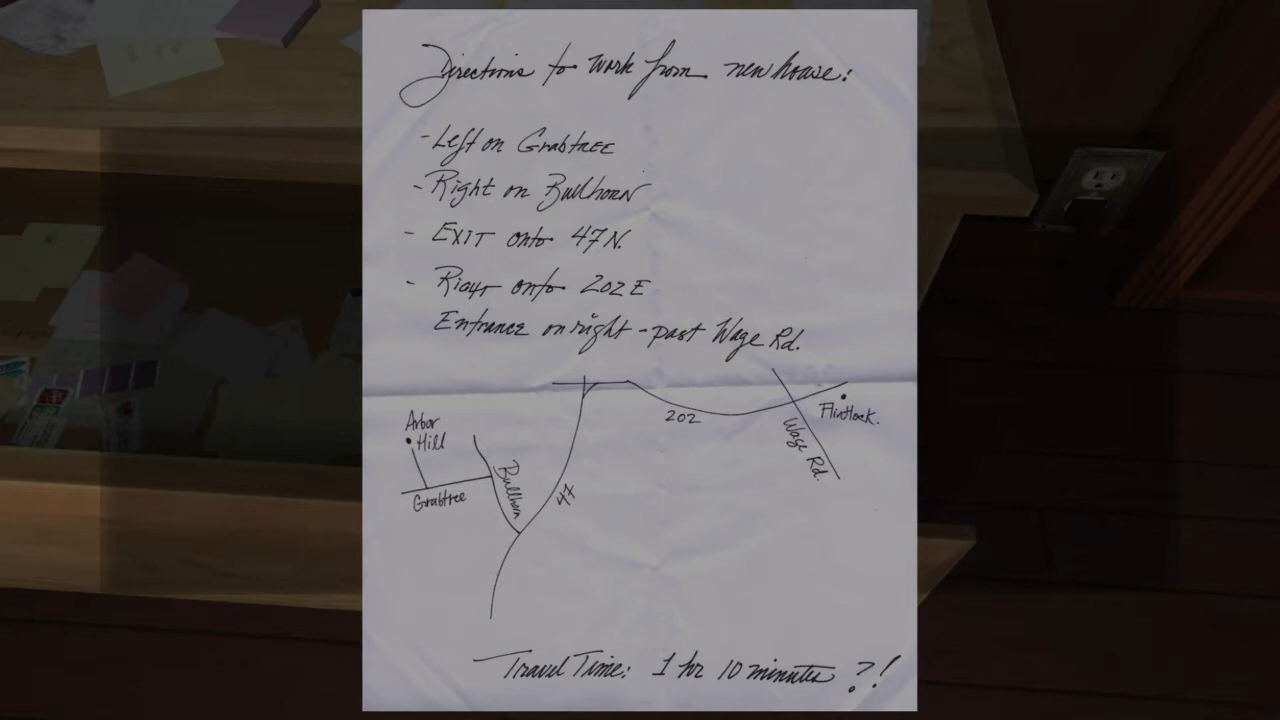 Directions to work from new house:
- Left on Grabtree
- Right on Bullhorn
- Exit onto 47 N.
- Right onto 202 E
Entrance on right - past Wage Rd.
Arbor
Hill
Grabtree
Bullhorn
47
202
Wage Rd.
Flintlock.
Travel Time: 1 hr 10 minutes ?!